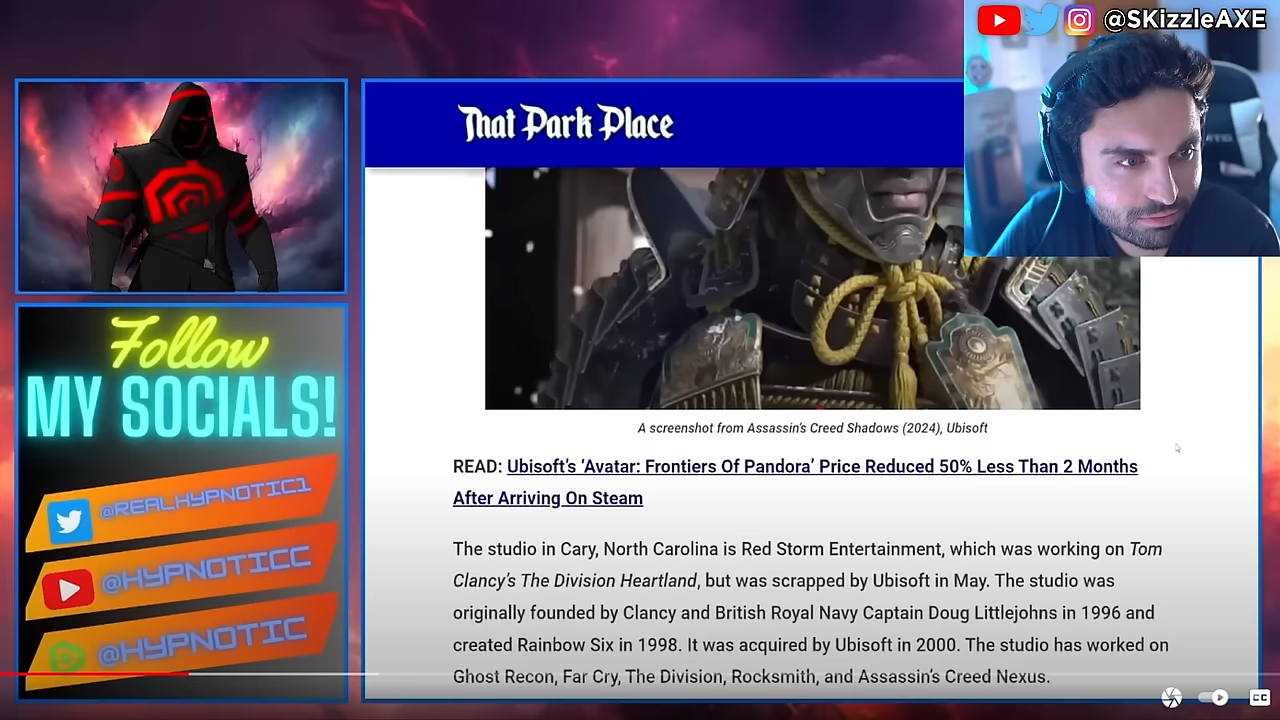 @SKizzleAXE
That Park Place
A screenshot from Assassin's Creed Shadows (2024), Ubisoft
READ: Ubisoft's ‘Avatar: Frontiers Of Pandora’ Price Reduced 50% Less Than 2 Months
After Arriving On Steam
The studio in Cary, North Carolina is Red Storm Entertainment, which was working on Tom
Clancy's The Division Heartland, but was scrapped by Ubisoft in May. The studio was
originally founded by Clancy and British Royal Navy Captain Doug Littlejohns in 1996 and
created Rainbow Six in 1998. It was acquired by Ubisoft in 2000. The studio has worked on
Ghost Recon, Far Cry, The Division, Rocksmith, and Assassin's Creed Nexus.
Follow
MY SOCIALS!
@REALHYPNOTIC1
@HYPNOTICC
@HYPNOTIC
CC